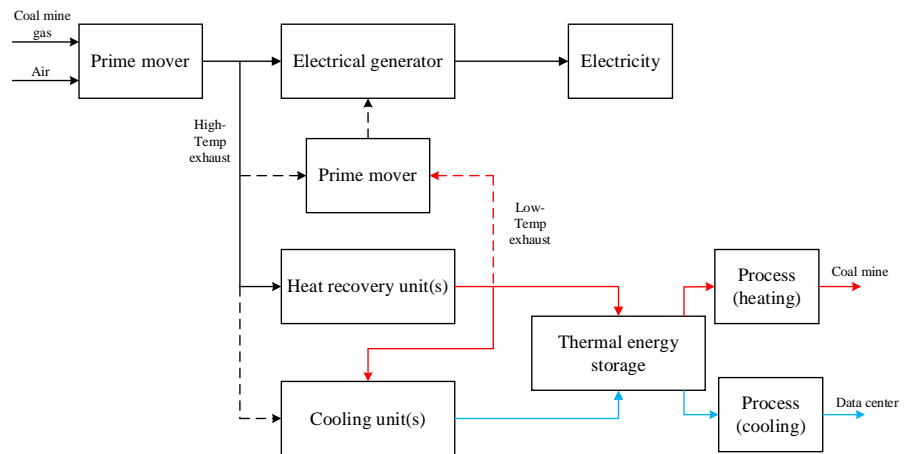 Coal mine
gas
Air
Prime mover
Electrical generator
Electricity
High-
Temp
exhaust
Prime mover
Low-
Temp
exhaust
Heat recovery unit(s)
Process
(heating)
Coal mine
Thermal energy
storage
Cooling unit(s)
Process
(cooling)
Data center